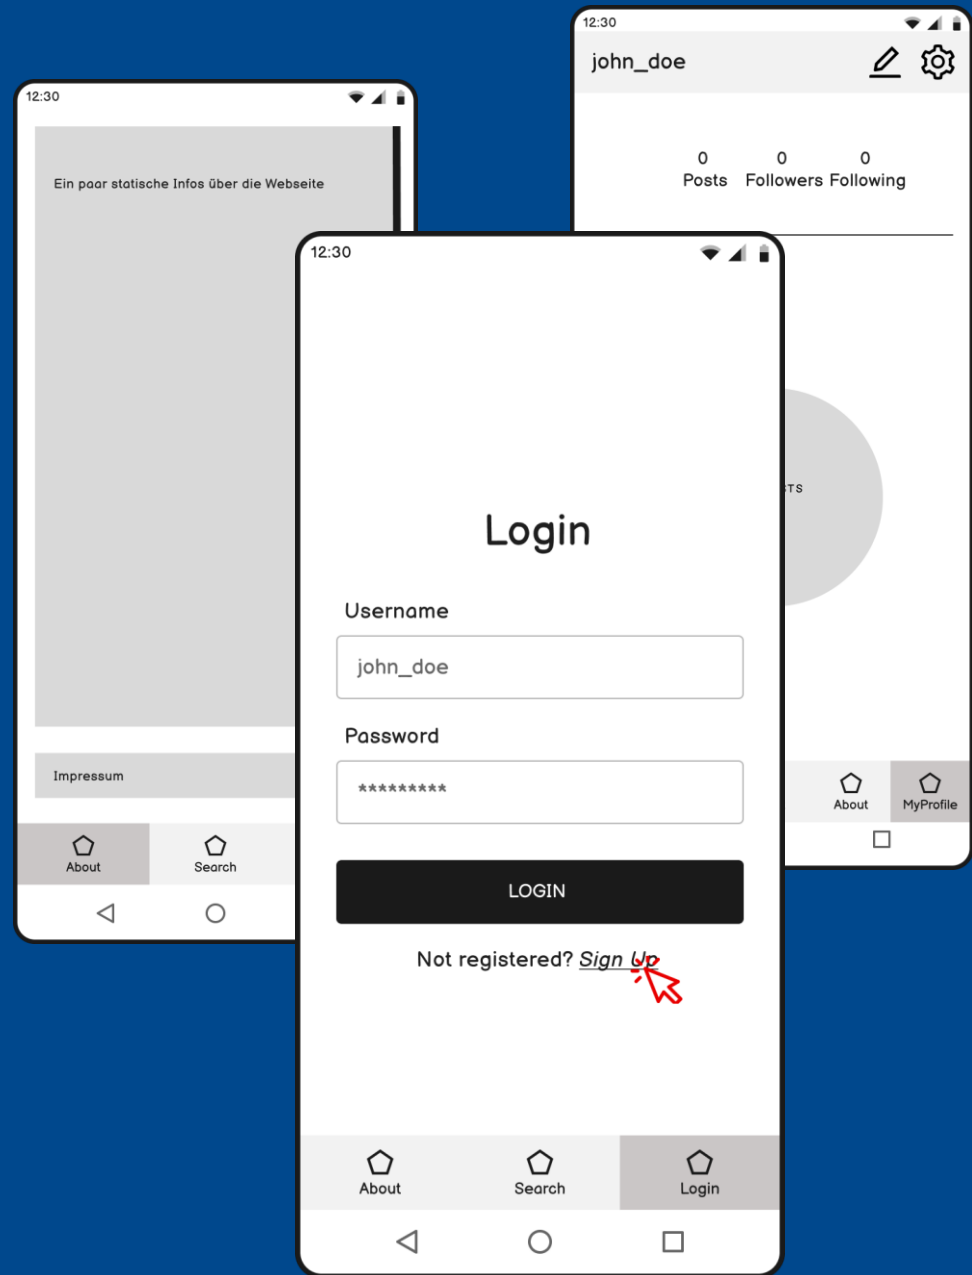 12:30
Ein paar statische Infos über die Webseite
Impressum
About
Search
12:30
john_doe
0
0
0
Posts
Followers
Following
About
MyProfile
12:30
Login
Username
john_doe
Password
*********
LOGIN
Not registered? Sign Up
About
Search
Login